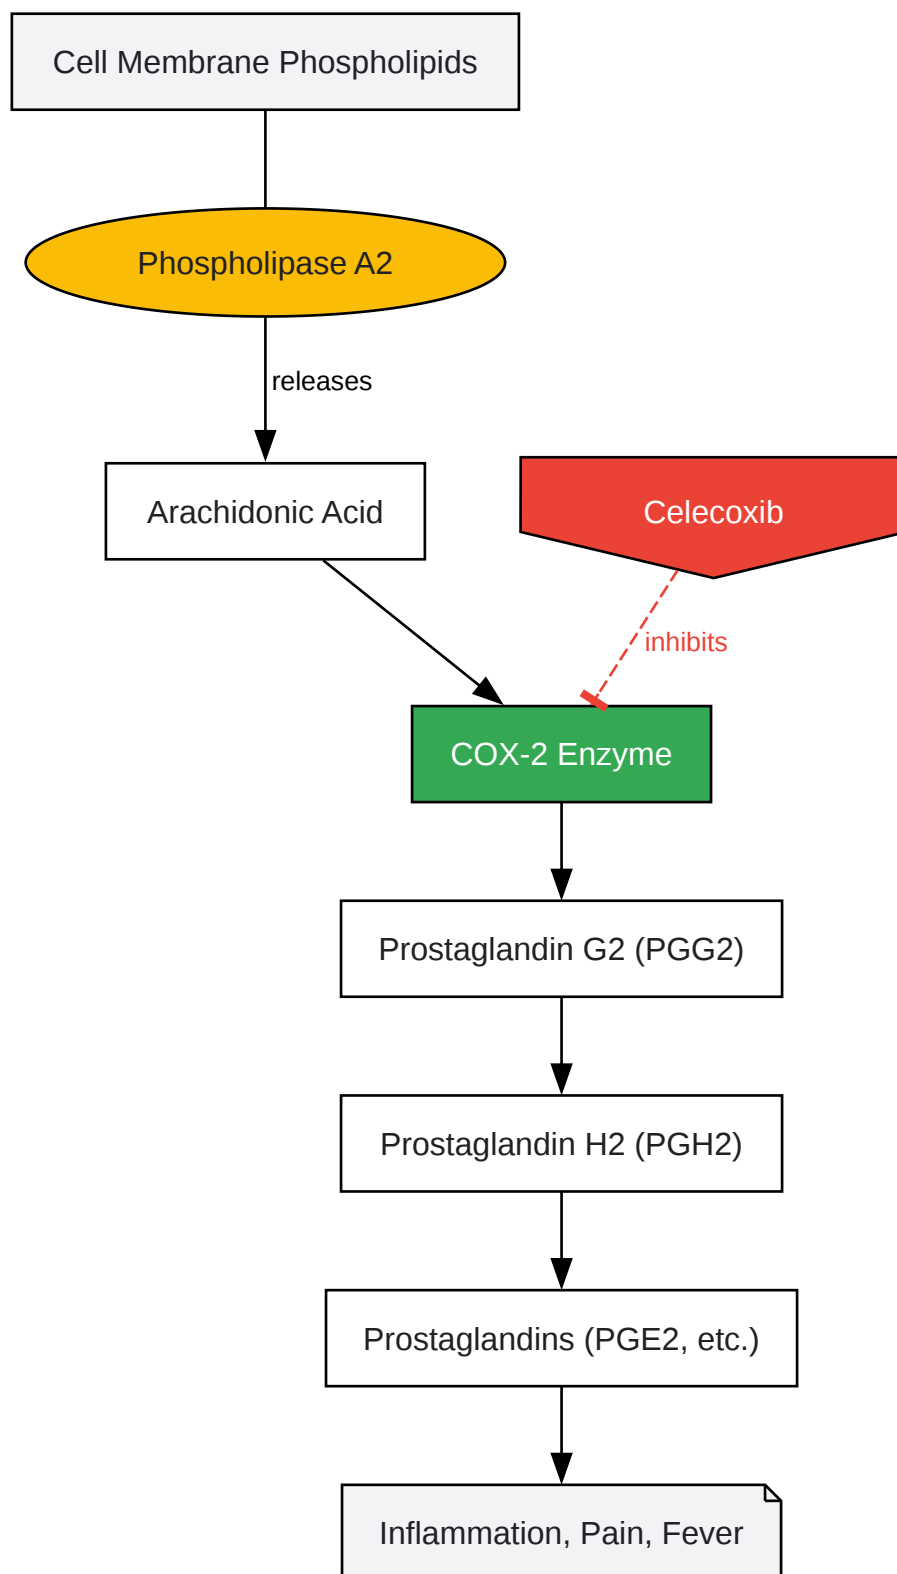 Cell Membrane Phospholipids
Phospholipase A2
releases
Arachidonic Acid
Celecoxib
inhibits
COX-2 Enzyme
Prostaglandin G2 (PGG2)
Prostaglandin H2 (PGH2)
Prostaglandins (PGE2, etc.)
Inflammation, Pain, Fever